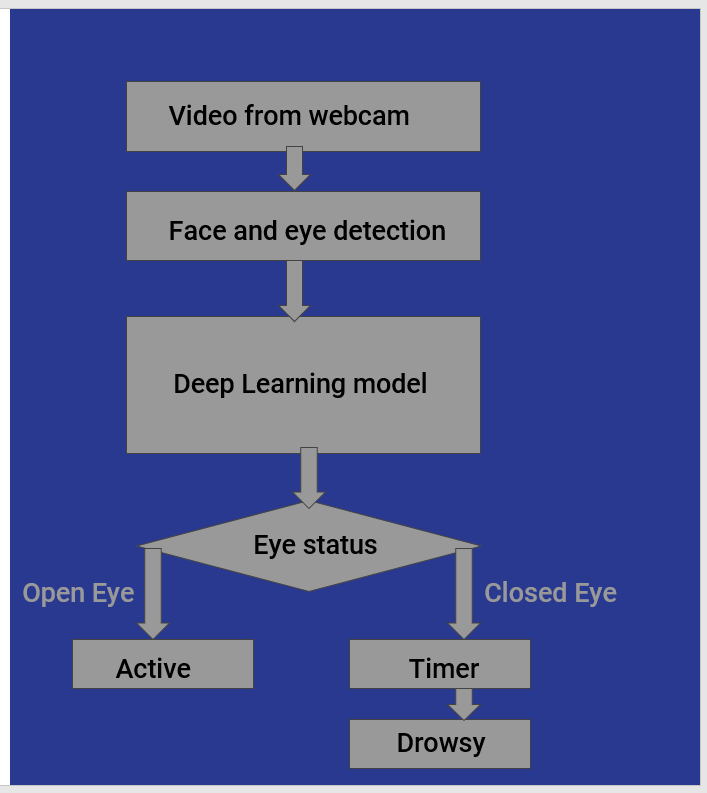 Video from webcam
Face and eye detection
Deep Learning model
Eye status
Open Eye
Closed Eye
Active
Timer
Drowsy